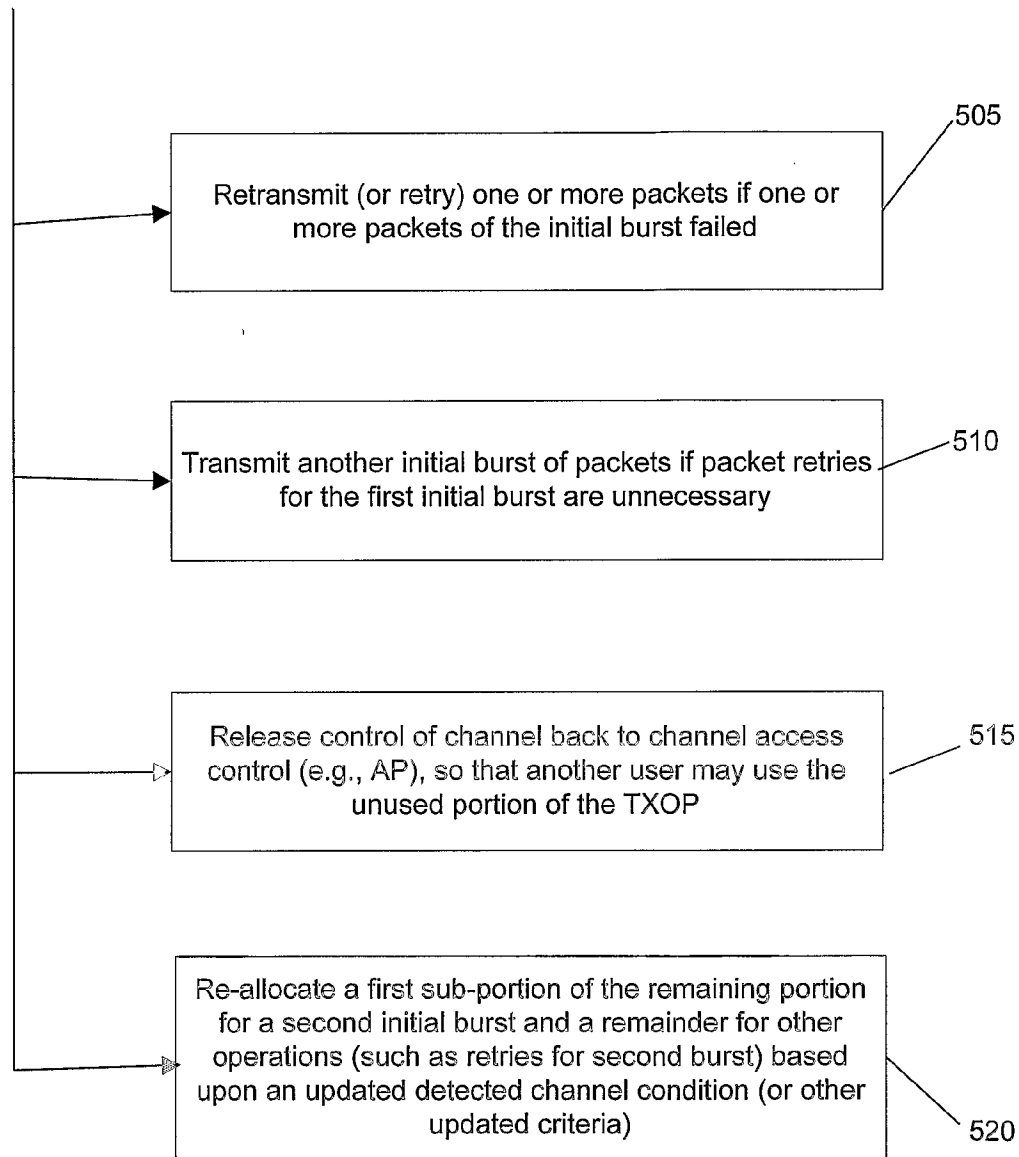 505
Retransmit (or retry) one or more packets if one or
more packets of the initial burst failed
510
Transmit another initial burst of packets if packet retries
for the first initial burst are unnecessary
515
Release control of channel back to channel access
control (e.g., AP), so that another user may use the
unused portion of the TXOP
Re-allocate a first sub-portion of the remaining portion
for a second initial burst and a remainder for other
operations (such as retries for second burst) based
upon an updated detected channel condition (or other
updated criteria)
520